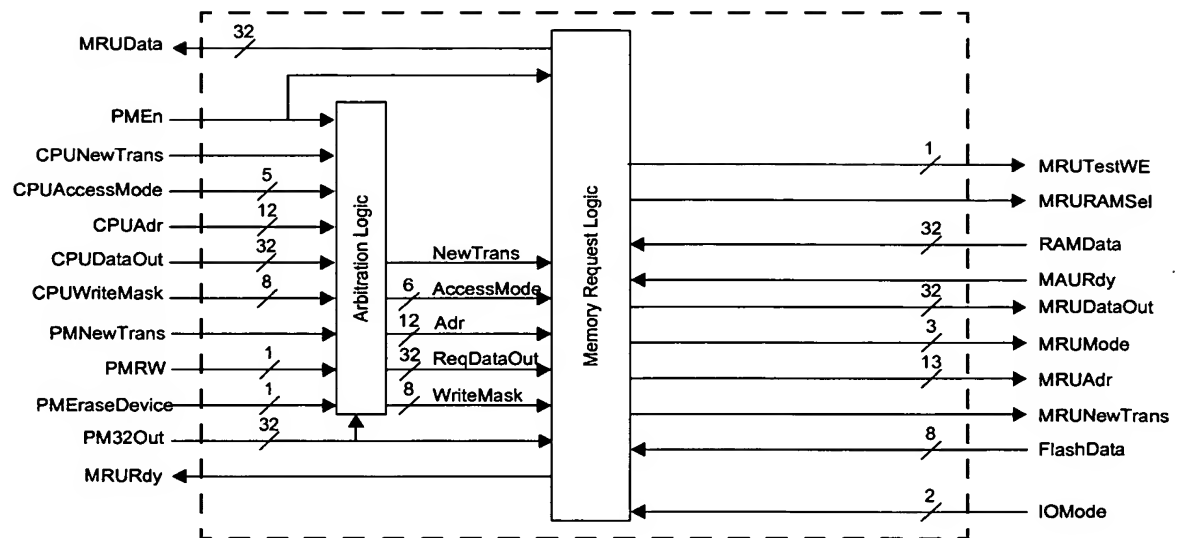 MRUData 32
PMEn
CPUNewTrans
CPUAccessMode 5
CPUAdr 12
CPUDataOut 32
CPUWriteMask 8
PMNewTrans
PMRW 1
PMEraseDevice 1
PM32Out 32
MRURdy
Arbitration Logic
NewTrans
6 AccessMode
12 Adr
32 ReqDataOut
8 WriteMask
Memory Request Logic
1 MRUTestWE
MRURAMSel
32 RAMData
MAURdy
32 MRUDataOut
3 MRUMode
13 MRUAdr
MRUNewTrans
8 FlashData
2 IOMode